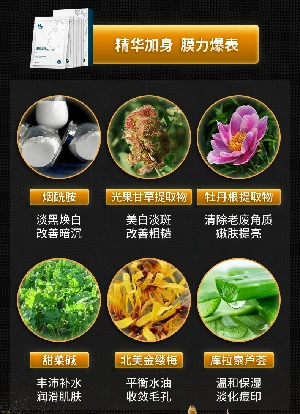 精华加身 膜力爆表
烟酰胺
淡黑焕白
改善暗沉
光果甘草提取物
美白淡斑
改善粗糙
牡丹根提取物
清除老废角质
嫩肤提亮
甜菜碱
丰沛补水
润滑肌肤
北美金缕梅
平衡水油
收敛毛孔
库拉索芦荟
温和保湿
淡化痘印